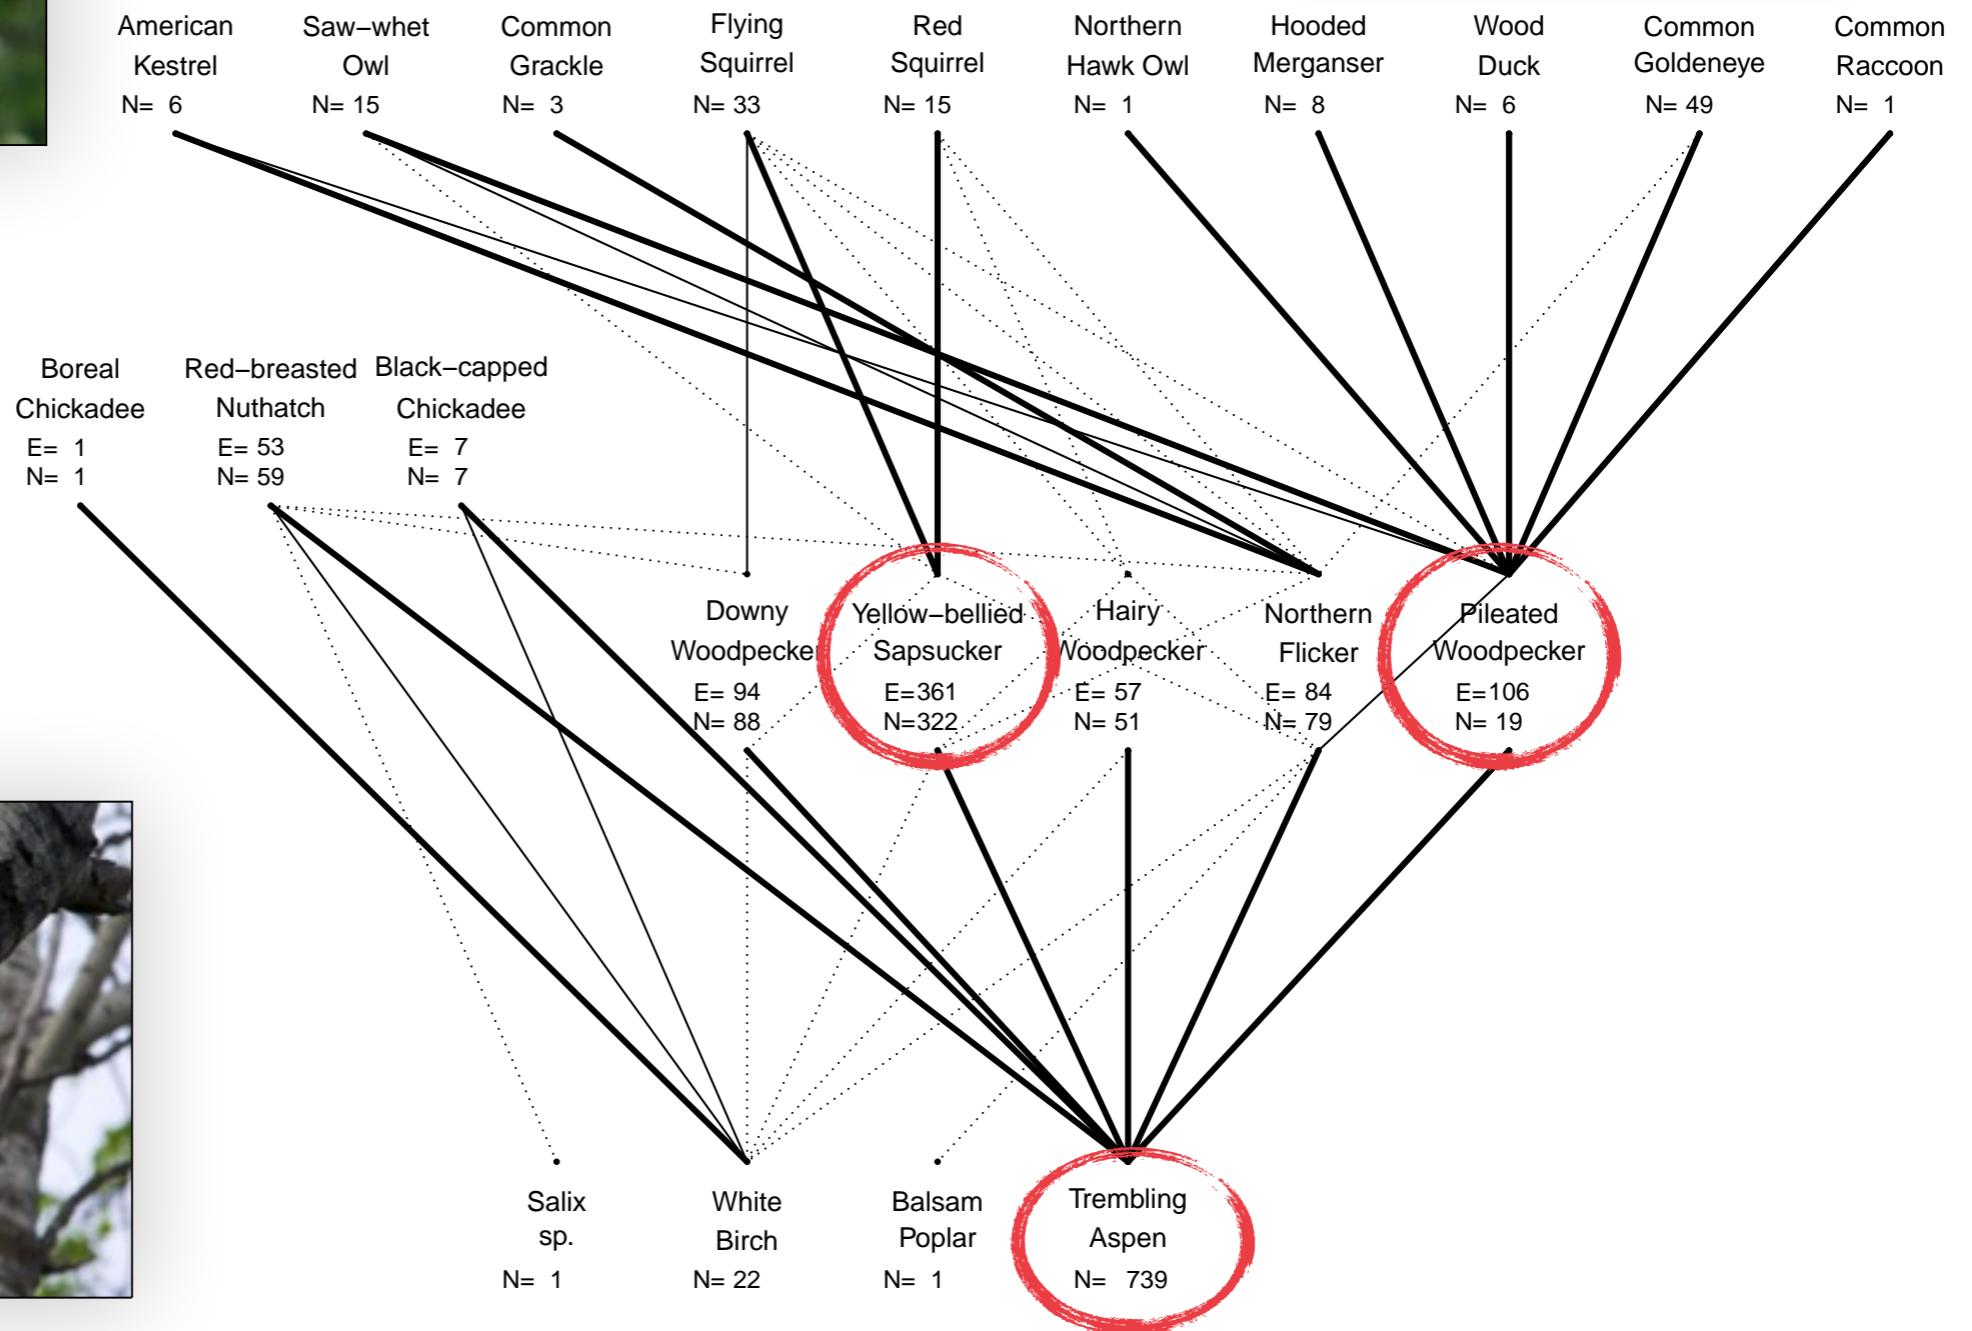 American
Kestrel
N= 6
Saw−whet
Owl
N= 15
Common
Grackle
N= 3
Flying
Squirrel
N= 33
Red
Squirrel
N= 15
Northern
Hawk Owl
N= 1
Hooded
Merganser
N= 8
Wood
Duck
N= 6
Common
Goldeneye
N= 49
Common
Raccoon
N= 1
Boreal
Chickadee
E= 1
N= 1
Red−breasted
Nuthatch
E= 53
N= 59
Black−capped
Chickadee
E= 7
N= 7
Downy
Woodpecker
E= 94
N= 88
Yellow−bellied
Sapsucker
E=361
N=322
Hairy
Woodpecker
E= 57
N= 51
Northern
Flicker
E= 84
N= 79
Pileated
Woodpecker
E=106
N= 19
Salix
sp.
N= 1
White
Birch
N= 22
Balsam
Poplar
N= 1
Trembling
Aspen
N= 739